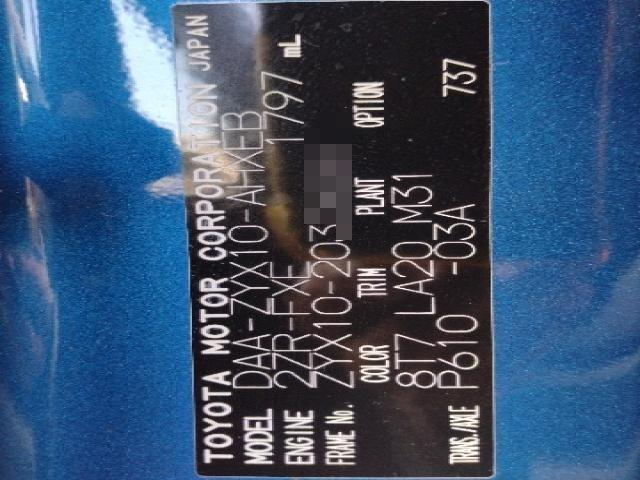 TOYOTA MOTOR CORPORATION JAPAN
MODEL DAA-ZYX10-AHXEB
ENGINE 2ZR-FXE 1797 mL
FRAME No. ZYX10-203
COLOR TRIM PLANT OPTION
8T7 LA20 M31
TRANS./AXLE P610 -03A 737